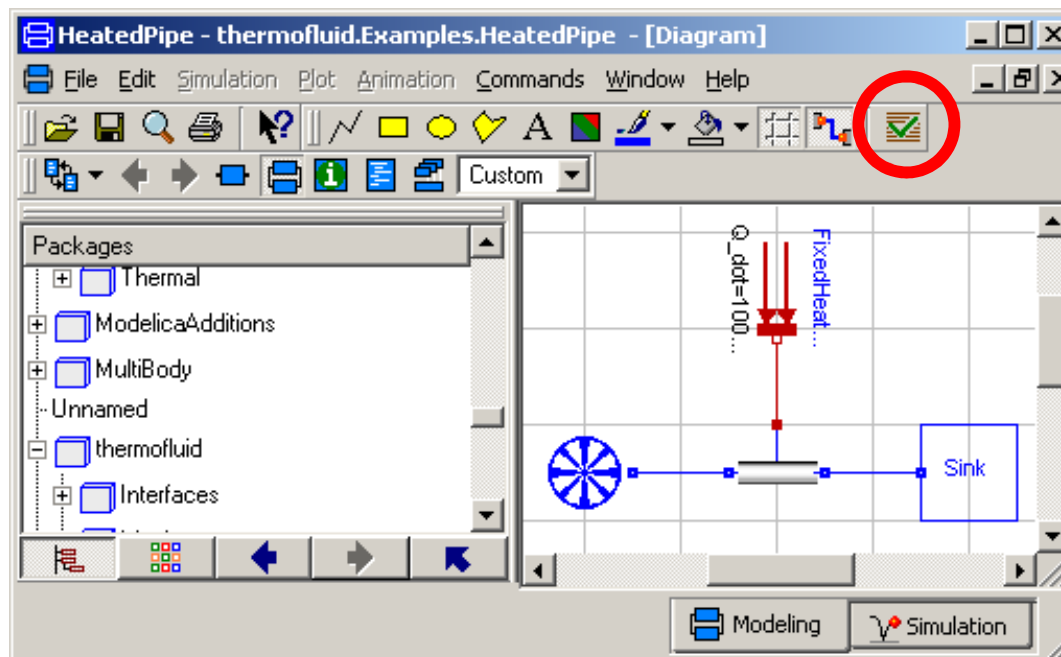 HeatedPipe - thermofluid.Examples.HeatedPipe - [Diagram]
File Edit Simulation Plot Animation Commands Window Help
A
Custom
Packages
Thermal
ModelicaAdditions
MultiBody
Unnamed
thermofluid
Interfaces
Q_dot=100...
FixedHeat...
Sink
Modeling
Simulation